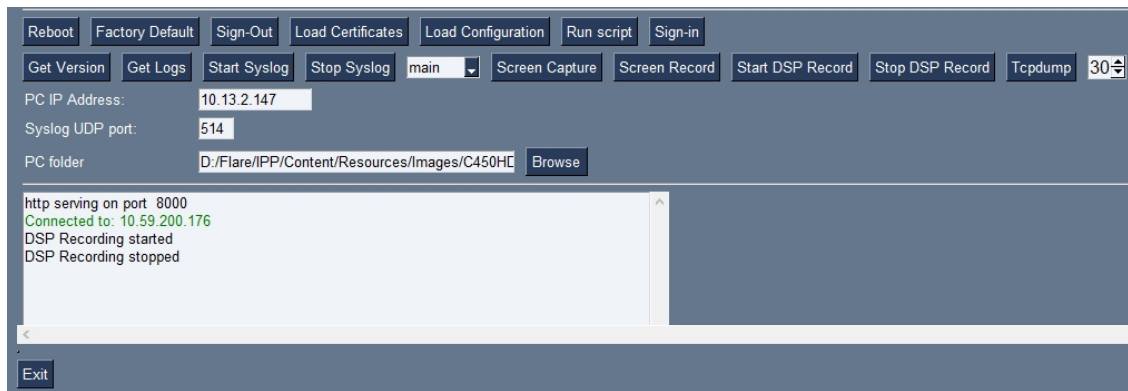 Reboot Factory Default Sign-Out Load Certificates Load Configuration Run script Sign-in
Get Version Get Logs Start Syslog Stop Syslog main Screen Capture Screen Record Start DSP Record Stop DSP Record Tcpdump 30
PC IP Address: 10.13.2.147
Syslog UDP port: 514
PC folder D:/Flare/IPP/Content/Resources/Images/C450HD Browse
http serving on port 8000
Connected to: 10.59.200.176
DSP Recording started
DSP Recording stopped
Exit